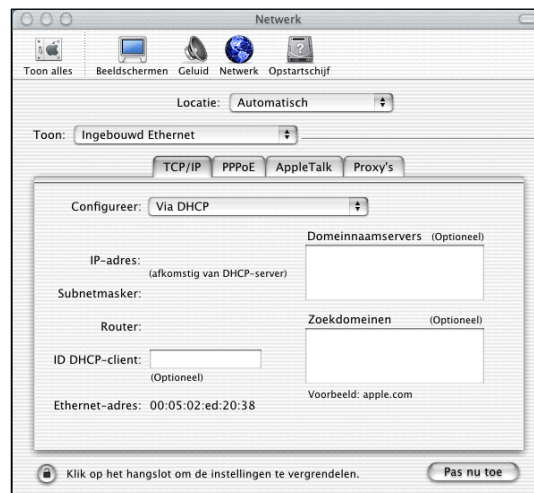 Netwerk
Toon alles Beeldschermen Geluid Netwerk Opstartschijf
Locatie: Automatisch
Toon: Ingebouwd Ethernet
TCP/IP PPPoE AppleTalk Proxy's
Configureer: Via DHCP
Domeinnaamservers (Optioneel)
IP-adres:
(afkomstig van DHCP-server)
Subnetmasker:
Router:
Zoekdomeinen (Optioneel)
ID DHCP-client:
(Optioneel)
Voorbeeld: apple.com
Ethernet-adres: 00:05:02:ed:20:38
Klik op het hangslot om de instellingen te vergrendelen. Pas nu toe